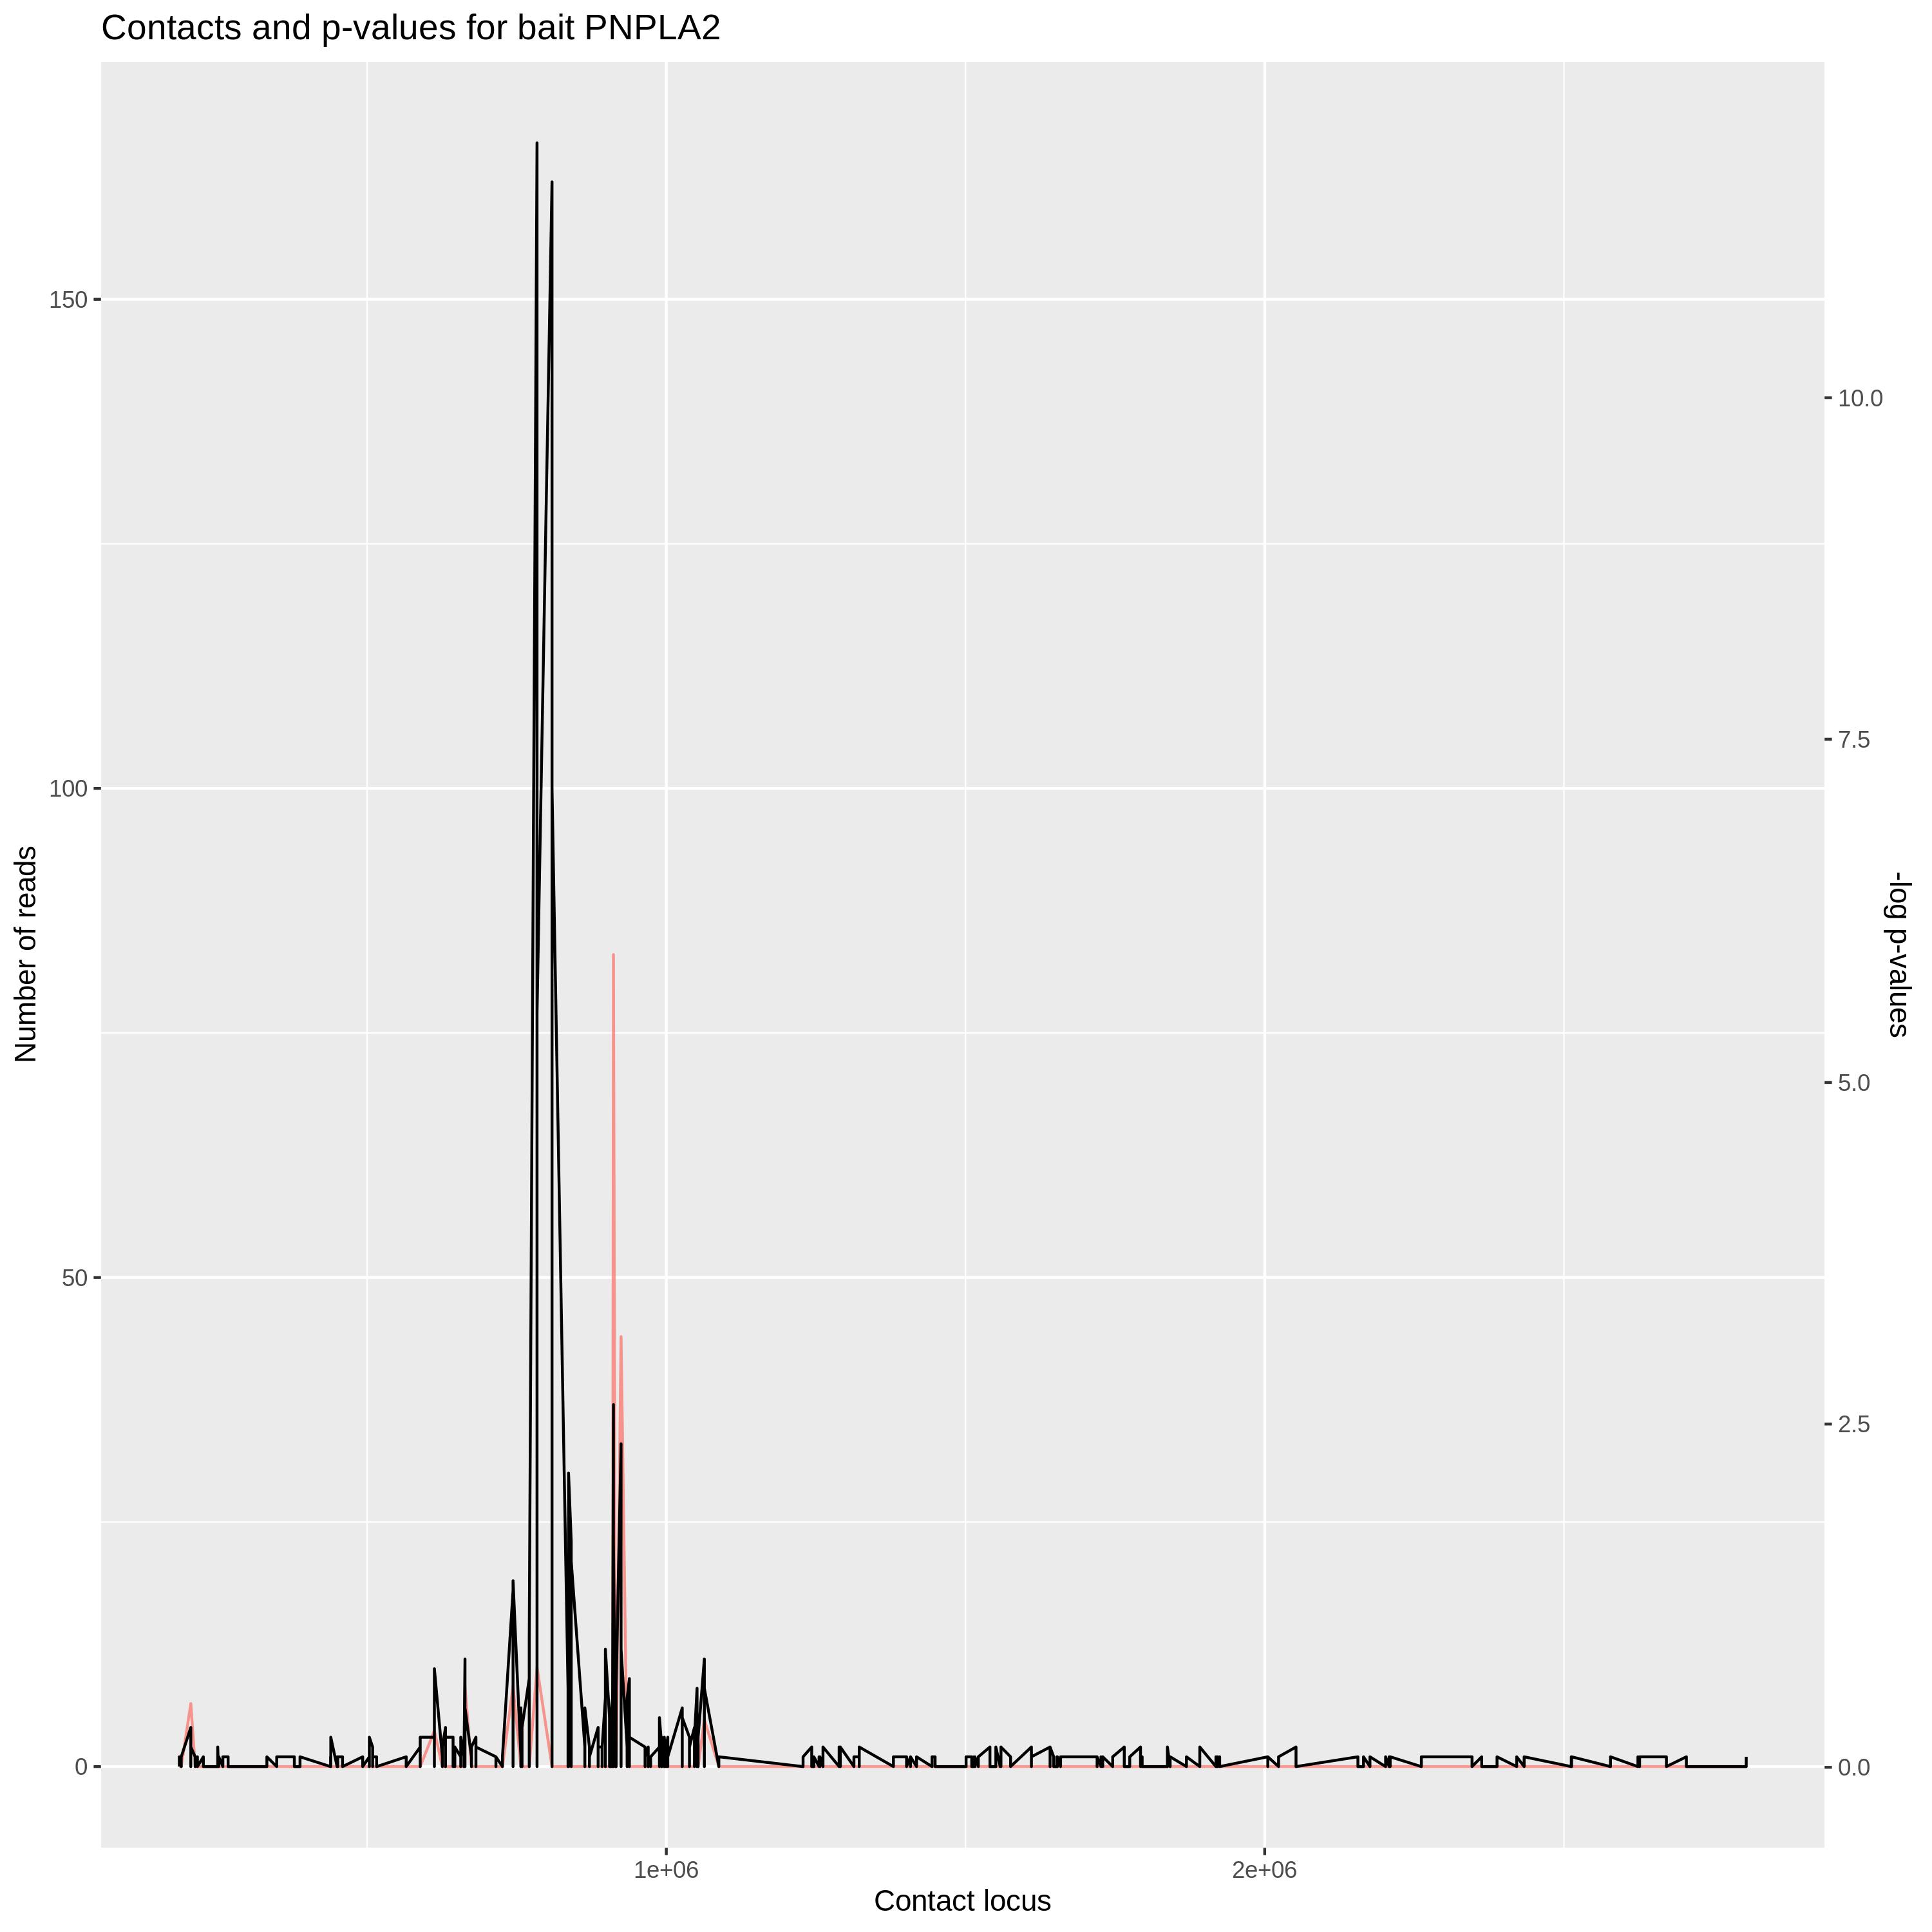 Contacts and p-values for bait PNPLA2
Number of reads
150
100
50
0
10.0
7.5
5.0
2.5
0.0
-log p-values
1e+06
2e+06
Contact locus